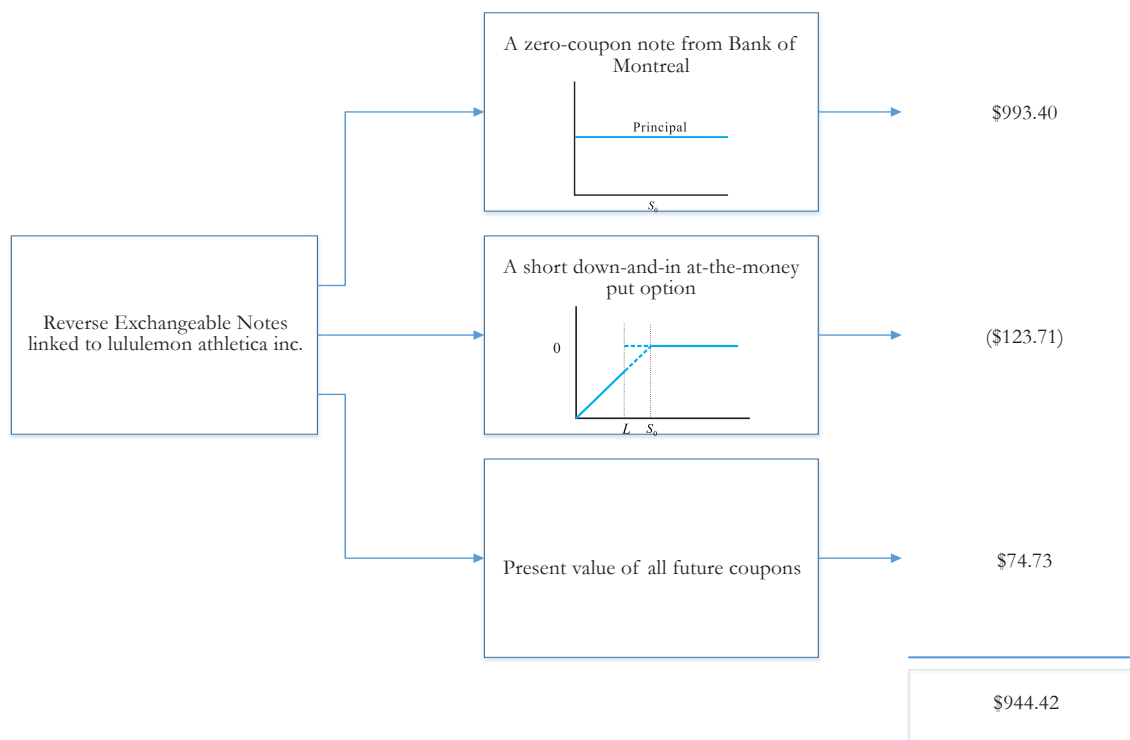 A zero-coupon note from Bank of
Montreal
Principal
S₀
$993.40
Reverse Exchangeable Notes
linked to lululemon athletica inc.
A short down-and-in at-the-money
put option
0
L
S₀
($123.71)
Present value of all future coupons
$74.73
$944.42